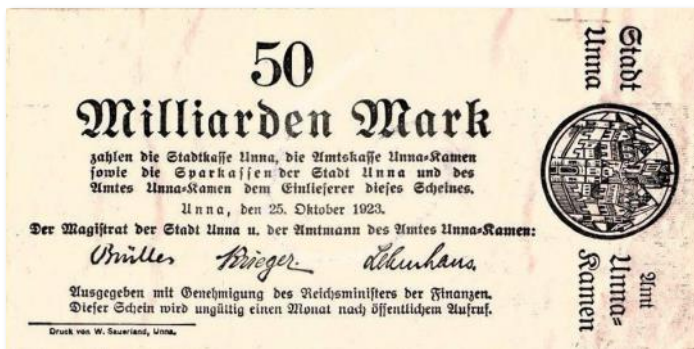 50
Milliarden Mark
zahlen die Stadtkasse Unna, die Amtskasse Unna-Kamen
sowie die Sparkassen der Stadt Unna und des
Amtes Unna-Kamen dem Einlieferer dieses Scheines.
Unna, den 25. Oktober 1923.
Der Magistrat der Stadt Unna u. der Amtmann des Amtes Unna-Kamen:
Krieger.
Ausgegeben mit Genehmigung des Reichsministers der Finanzen.
Dieser Schein wird ungültig einen Monat nach öffentlichem Aufruf.
Druck von W. Sauerland, Unna.
Stadt
Unna
Amt
Unna-
Kamen